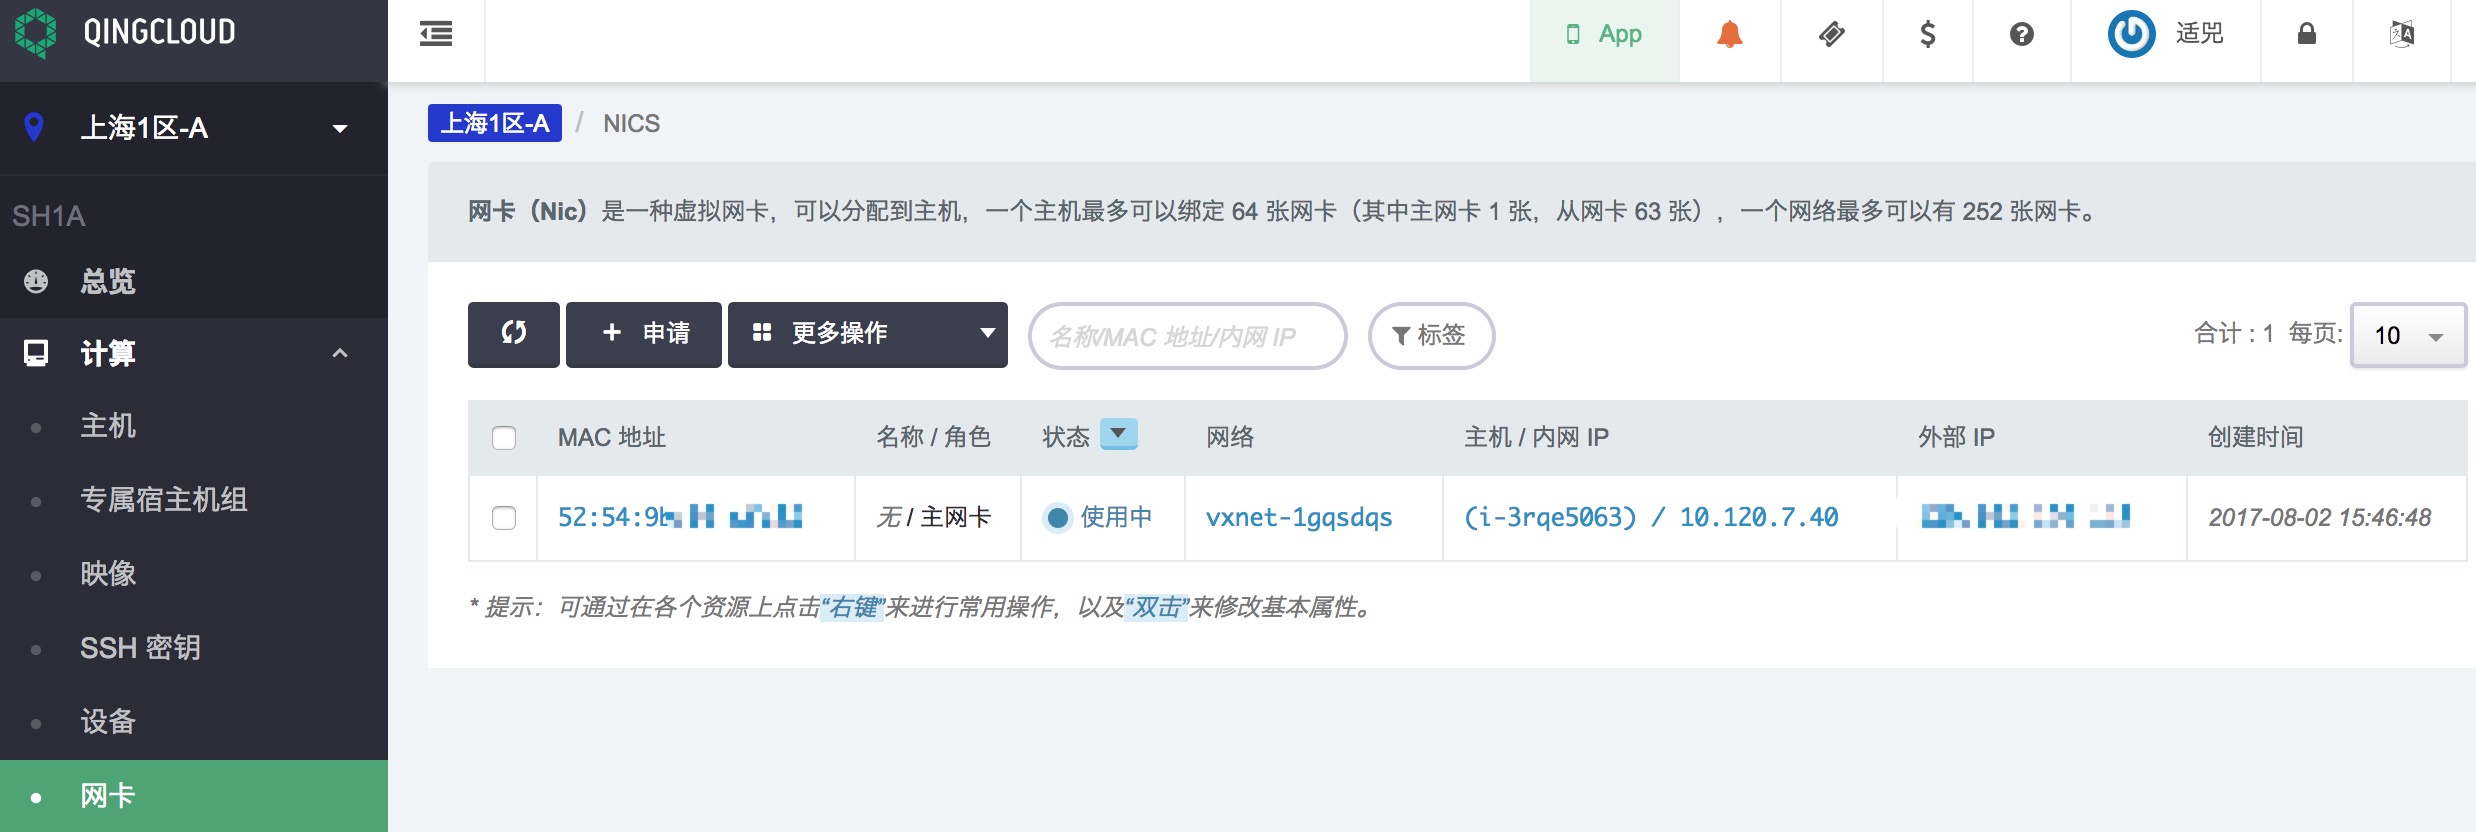 QINGCLOUD
App
适兕
上海1区-A
上海1区-A / NICS
SH1A
总览
计算
主机
专属宿主机组
映像
SSH 密钥
设备
网卡
网卡（Nic）是一种虚拟网卡，可以分配到主机，一个主机最多可以绑定 64 张网卡（其中主网卡 1 张，从网卡 63 张），一个网络最多可以有 252 张网卡。
+ 申请
更多操作
名称/MAC 地址/内网 IP
标签
合计 : 1 每页: 10
MAC 地址 名称 / 角色 状态 网络 主机 / 内网 IP 外部 IP 创建时间
52:54:9 无 / 主网卡 使用中 vxnet-1gqsdqs (i-3rqe5063) / 10.120.7.40 2017-08-02 15:46:48
* 提示：可通过在各个资源上点击“右键”来进行常用操作，以及“双击”来修改基本属性。